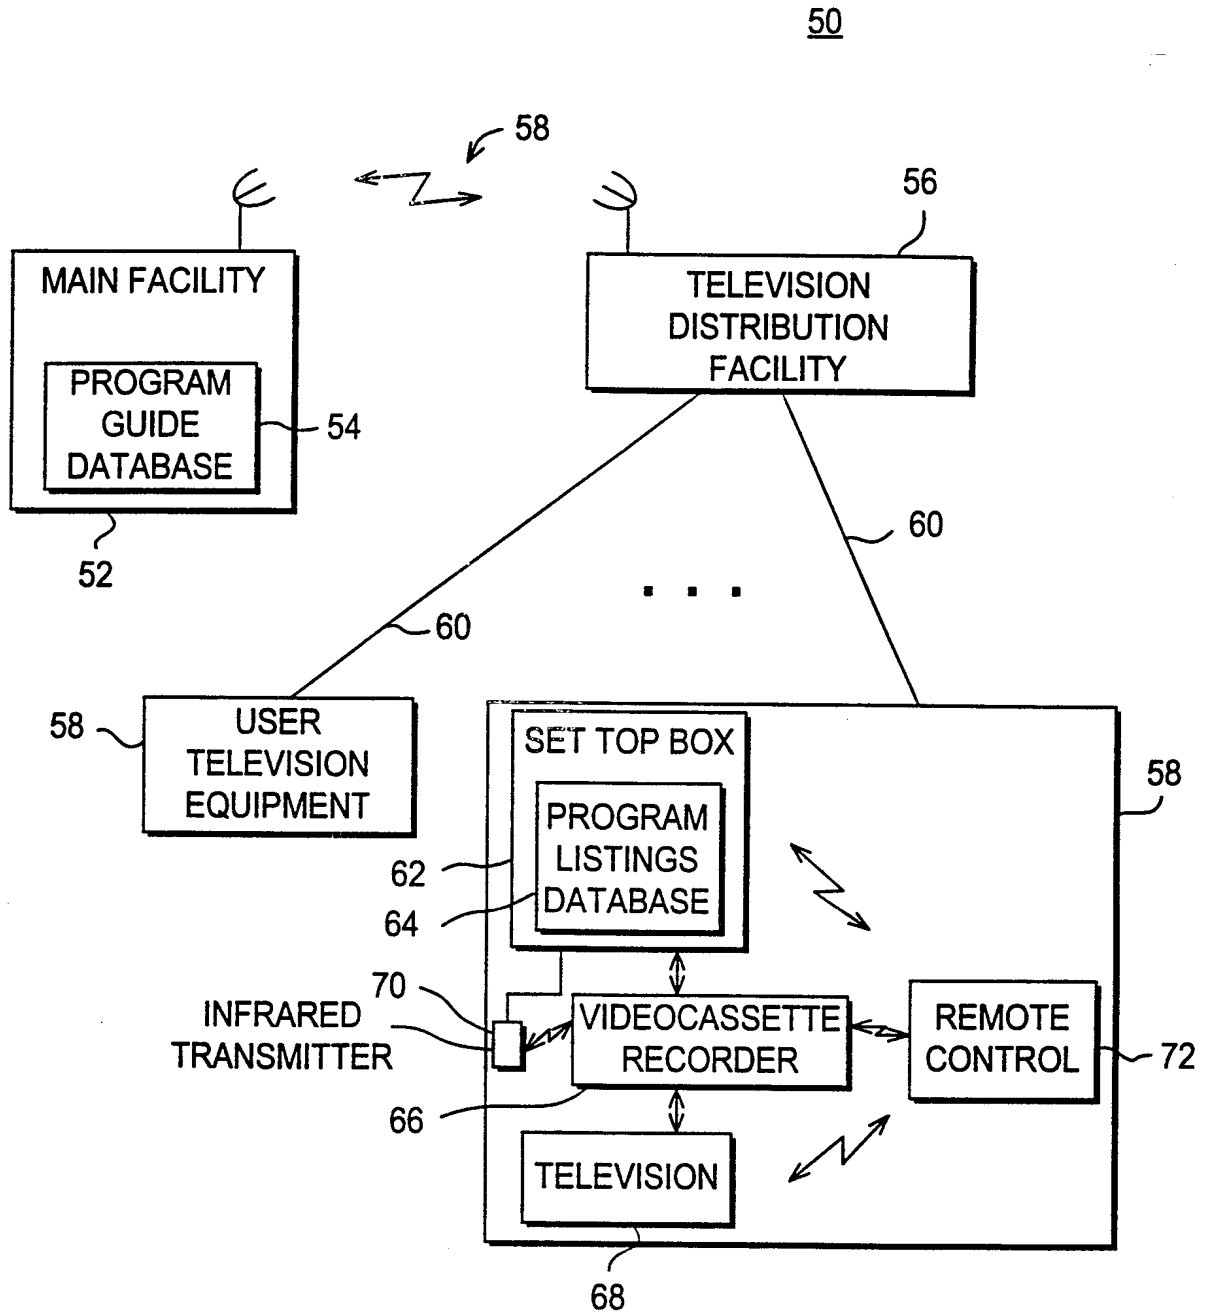 50
58
56
MAIN FACILITY
TELEVISION
DISTRIBUTION
FACILITY
PROGRAM
GUIDE
DATABASE
54
52
60
60
58
USER
TELEVISION
EQUIPMENT
SET TOP BOX
58
PROGRAM
LISTINGS
DATABASE
62
64
70
INFRARED
TRANSMITTER
VIDEOCASSETTE
RECORDER
REMOTE
CONTROL
72
66
TELEVISION
68